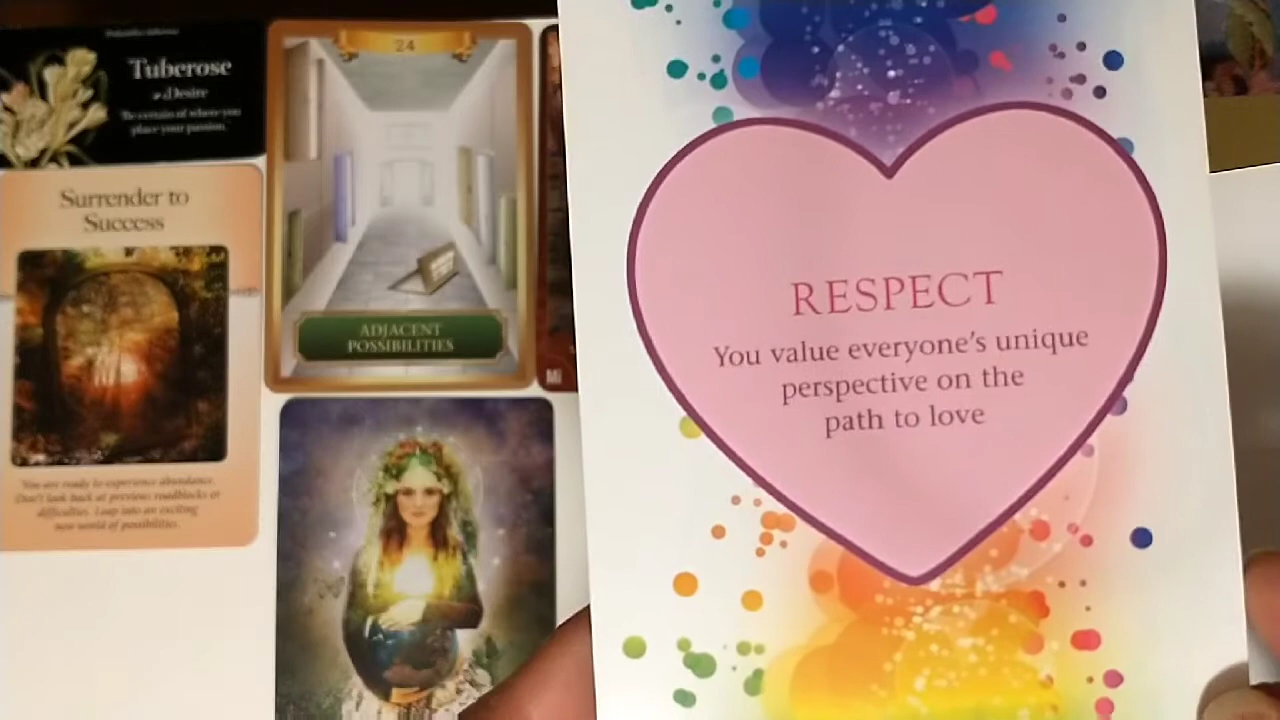 Tuberose
Desire
Be certain of where you
place your passion.
Surrender to
Success
You are ready to experience abundance.
Don't look back at previous roadblocks or
difficulties. Leap into an exciting
new world of possibilities.
24
ADJACENT
POSSIBILITIES
Mi
RESPECT
You value everyone's unique
perspective on the
path to love